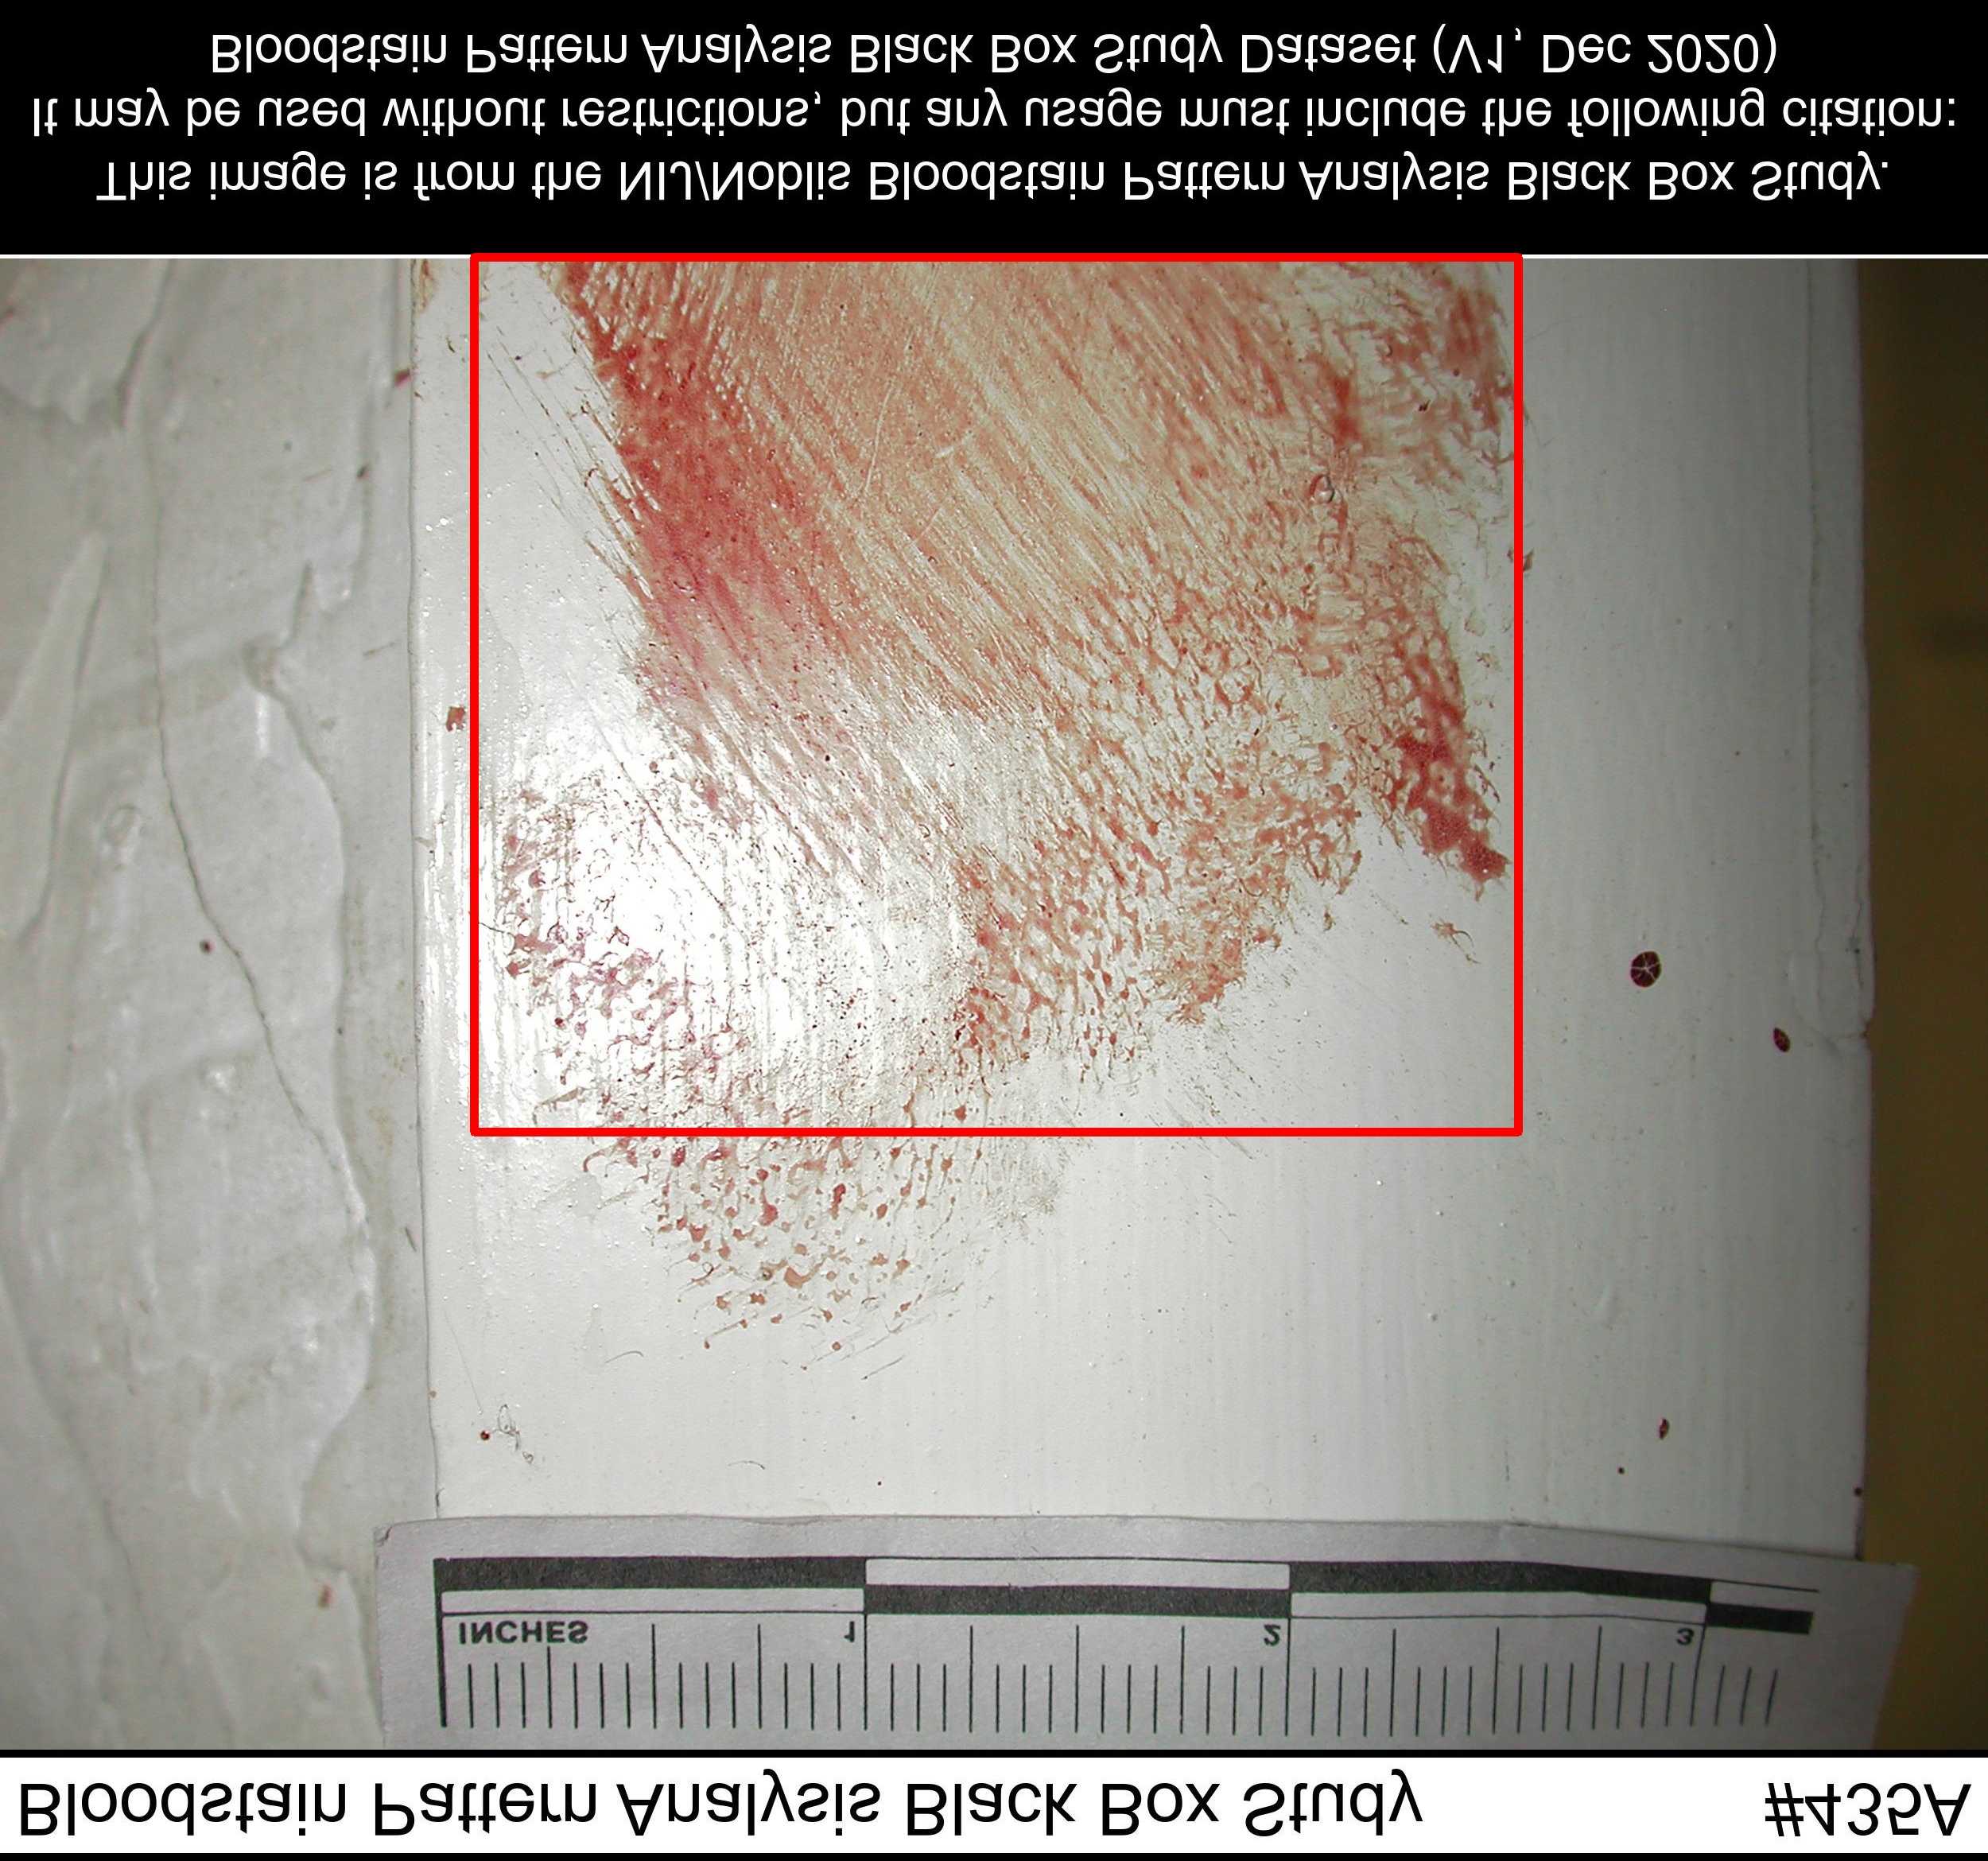 Bloodstain Pattern Analysis Black Box Study #435A
INCHES 1 2 3
This image is from the NIJ/Noblis Bloodstain Pattern Analysis Black Box Study.
It may be used without restrictions, but any usage must include the following citation:
Bloodstain Pattern Analysis Black Box Study Dataset (V1, Dec 2020)